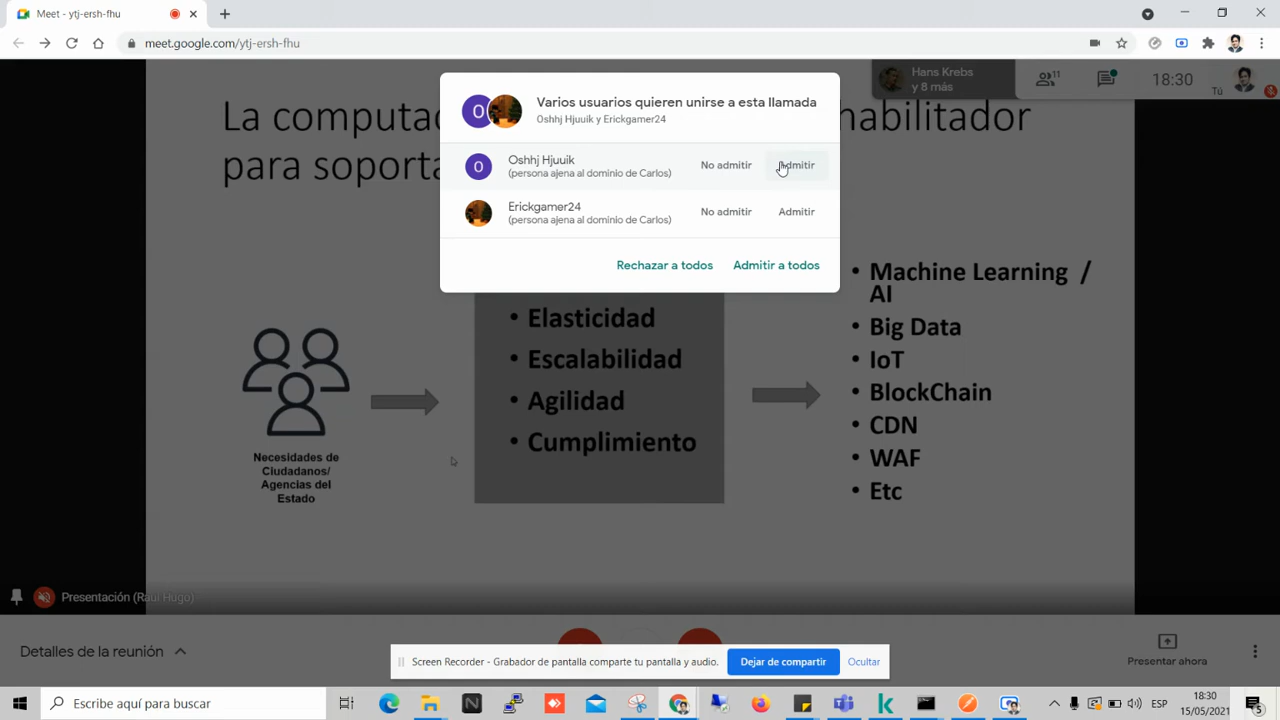 Meet - ytj-ersh-fhu
meet.google.com/ytj-ersh-fhu
Hans Krebs
y 8 más
11
18:30
Tú
La computa
habilitador
para soporta
Varios usuarios quieren unirse a esta llamada
Oshhj Hjuuik y Erickgamer24
O
O
Oshhj Hjuuik
(persona ajena al dominio de Carlos)
No admitir
Admitir
Erickgamer24
(persona ajena al dominio de Carlos)
No admitir
Admitir
Rechazar a todos
Admitir a todos
• Elasticidad
• Escalabilidad
• Agilidad
• Cumplimiento
• Machine Learning /
AI
• Big Data
• IoT
• BlockChain
• CDN
• WAF
• Etc
Necesidades de
Ciudadanos/
Agencias del
Estado
Presentación (Raul Hugo)
Detalles de la reunión
Screen Recorder - Grabador de pantalla comparte tu pantalla y audio.
Dejar de compartir
Ocultar
Presentar ahora
Escribe aquí para buscar
ESP
18:30
15/05/2021
5